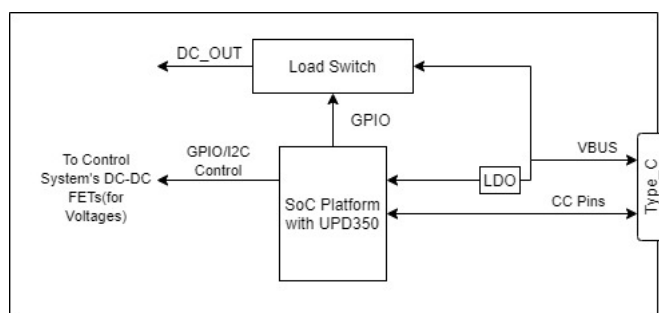 DC_OUT
Load Switch
GPIO
To Control
System's DC-DC
FETs(for
Voltages)
GPIO/I2C
Control
SoC Platform
with UPD350
LDO
VBUS
CC Pins
Type_C